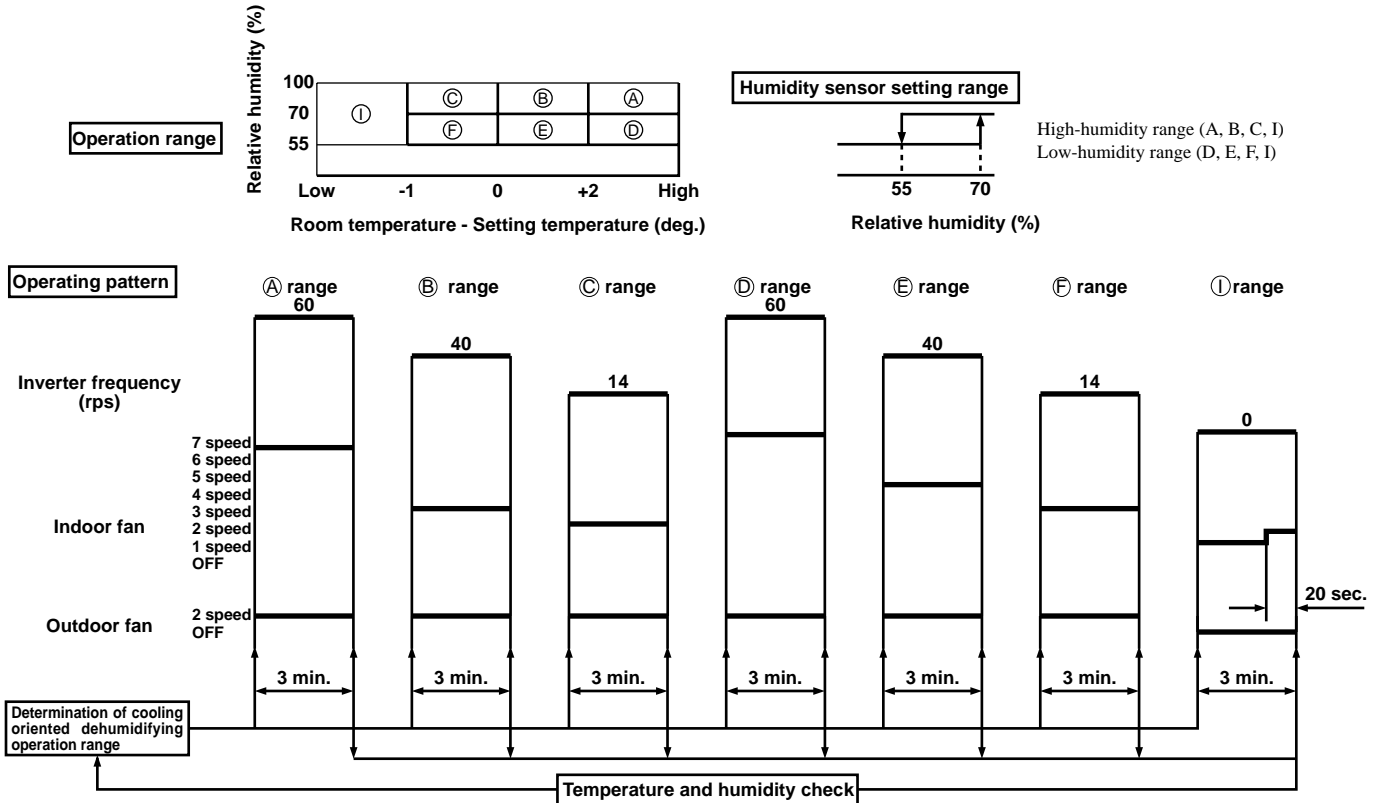 Relative humidity (%)
100
70
55
Ⓘ
Ⓒ
Ⓑ
Ⓐ
Ⓕ
Ⓔ
Ⓓ
Operation range
Low
-1
0
+2
High
Room temperature - Setting temperature (deg.)
Humidity sensor setting range
55
70
Relative humidity (%)
High-humidity range (A, B, C, I)
Low-humidity range (D, E, F, I)
Operating pattern
Ⓐ range
Ⓑ range
Ⓒ range
Ⓓ range
Ⓔ range
Ⓕ range
Ⓘ range
60
40
14
60
40
14
0
Inverter frequency
(rps)
7 speed
6 speed
5 speed
4 speed
3 speed
2 speed
1 speed
OFF
Indoor fan
2 speed
OFF
Outdoor fan
20 sec.
3 min.
3 min.
3 min.
3 min.
3 min.
3 min.
3 min.
Determination of cooling
oriented dehumidifying
operation range
Temperature and humidity check